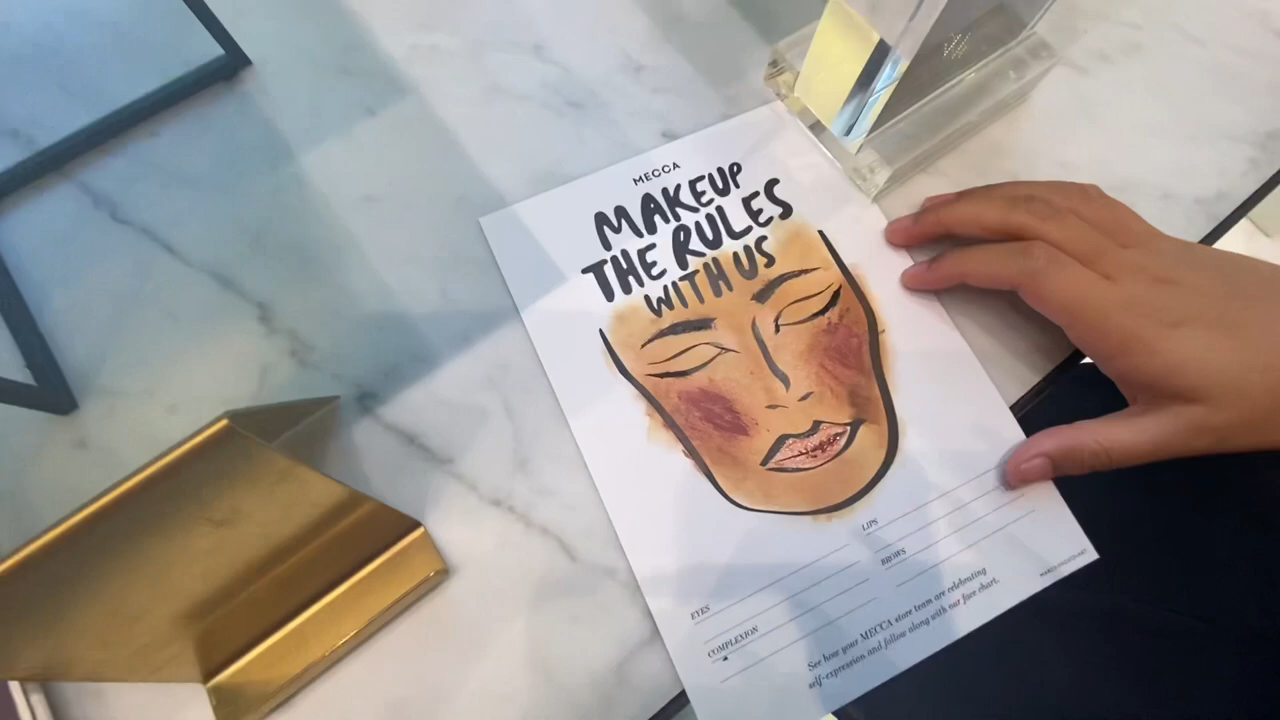 MECCA
MAKEUP
THE RULES
WITH US
LIPS
BROWS
EYES
COMPLEXION
See how your MECCA store team are celebrating
self-expression and follow along with our face chart.